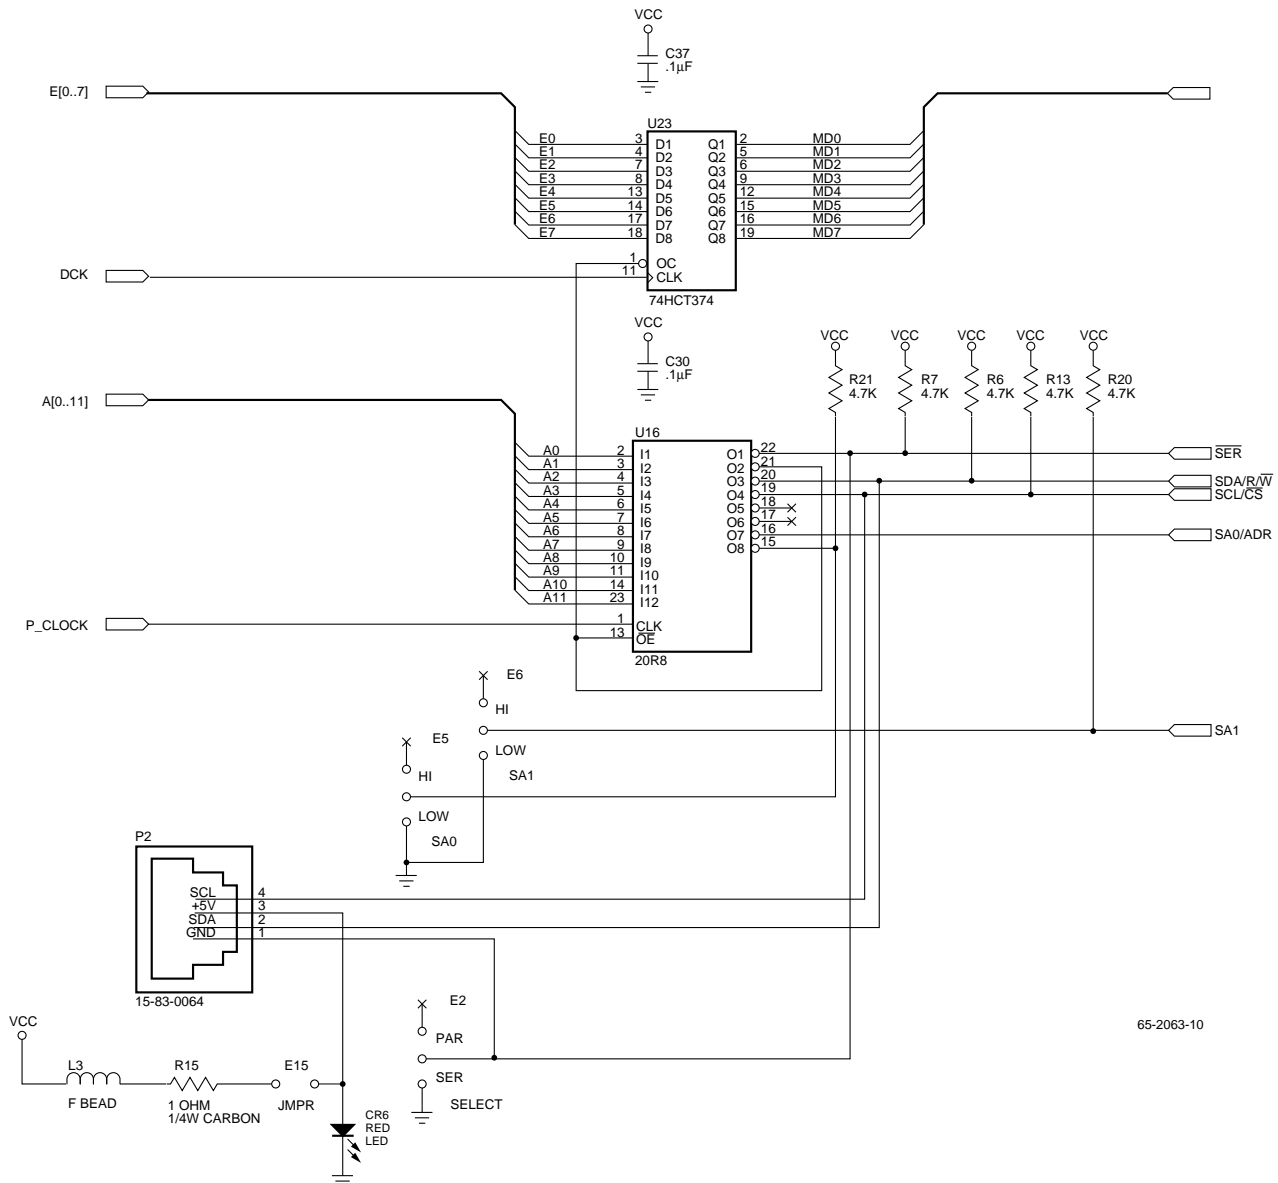 VCC
C37
.1µF
E[0..7]
U23
E0 3 D1 Q1 2 MD0
E1 4 D2 Q2 5 MD1
E2 7 D3 Q3 6 MD2
E3 8 D4 Q4 9 MD3
E4 13 D5 Q5 12 MD4
E5 14 D6 Q6 15 MD5
E6 17 D7 Q7 16 MD6
E7 18 D8 Q8 19 MD7
1 OC
DCK 11 CLK
74HCT374
VCC
C30
.1µF
VCC VCC VCC VCC VCC
R21 R7 R6 R13 R20
4.7K 4.7K 4.7K 4.7K 4.7K
A[0..11]
U16
A0 2 I1 O1 22 SER
A1 3 I2 O2 21
A2 4 I3 O3 20 SDA/R/W
A3 5 I4 O4 19 SCL/CS
A4 6 I5 O5 18
A5 7 I6 O6 17
A6 8 I7 O7 16 SA0/ADR
A7 9 I8 O8 15
A8 10 I9
A9 11 I10
A10 14 I11
A11 23 I12
P_CLOCK 1 CLK
13 OE
20R8
E6
HI
SA1
LOW
SA1
E5
HI
LOW
SA0
P2
SCL 4
+5V 3
SDA 2
GND 1
15-83-0064
E2
PAR
SER
SELECT
65-2063-10
VCC
L3 R15 E15
F BEAD 1 OHM JMPR
1/4W CARBON
CR6
RED
LED